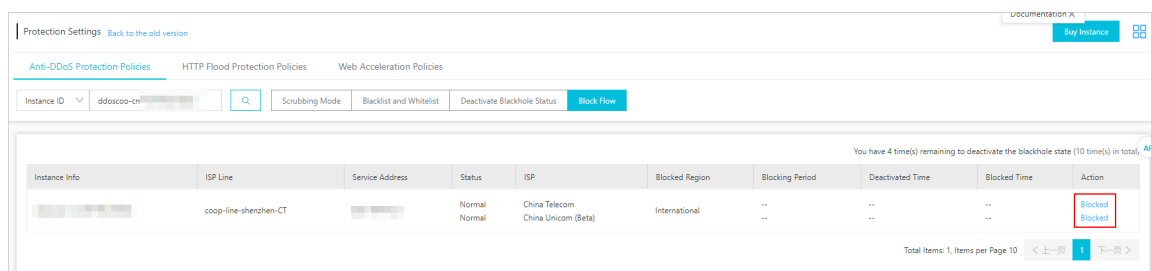 Documentation X
Protection Settings Back to the old version Buy Instance
Anti-DDoS Protection Policies HTTP Flood Protection Policies Web Acceleration Policies
Instance ID ddoscoo-cn Scrubbing Mode Blacklist and Whitelist Deactivate Blackhole Status Block Flow
You have 4 time(s) remaining to deactivate the blackhole state (10 time(s) in total)
Instance Info ISP Line Service Address Status ISP Blocked Region Blocking Period Deactivated Time Blocked Time Action
Normal China Telecom -- -- -- Blocked
coop-line-shenzhen-CT International
Normal China Unicom (Beta) -- -- -- Blocked
Total Items: 1, Items per Page 10 < 上一页 1 下一页 >